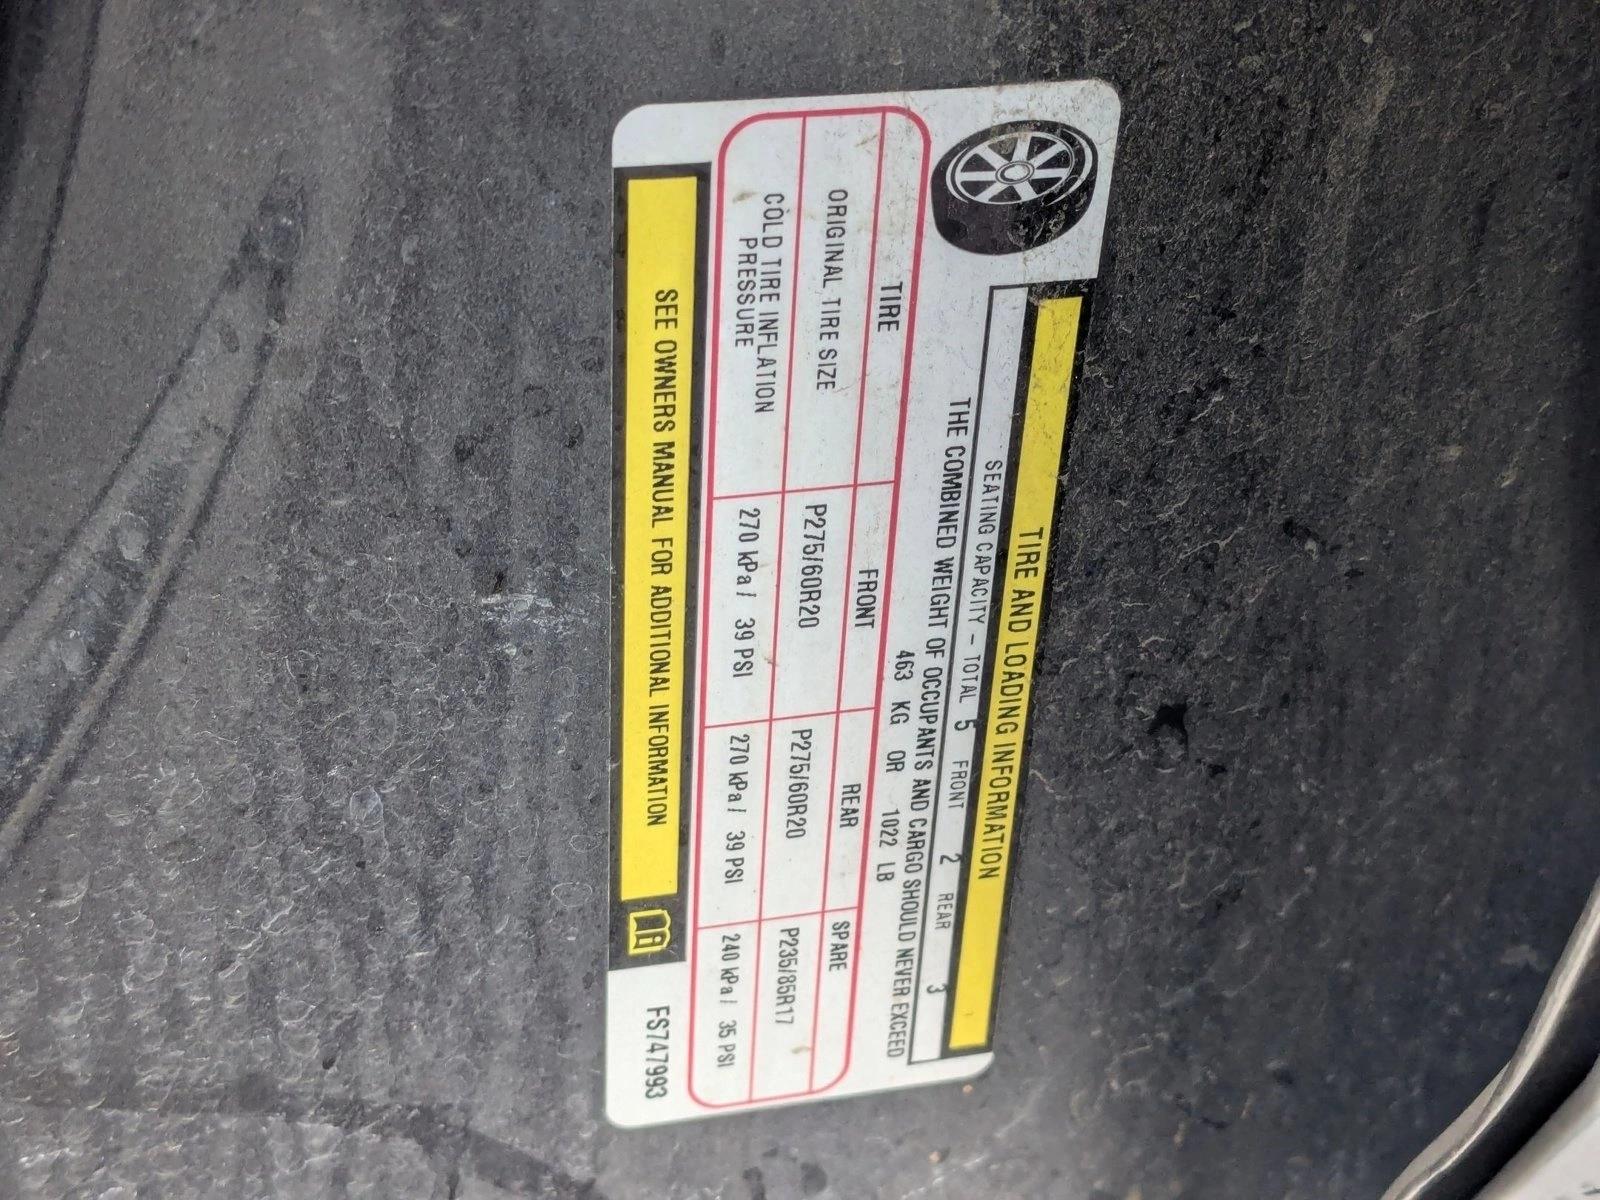 TIRE AND LOADING INFORMATION
SEATING CAPACITY - TOTAL 5 FRONT 2 REAR 3
THE COMBINED WEIGHT OF OCCUPANTS AND CARGO SHOULD NEVER EXCEED
463 KG OR 1022 LB
TIRE FRONT REAR SPARE
ORIGINAL TIRE SIZE P275/60R20 P275/60R20 P235/85R17
COLD TIRE INFLATION
PRESSURE 270 kPa / 39 PSI 270 kPa / 39 PSI 240 kPa / 35 PSI
SEE OWNERS MANUAL FOR ADDITIONAL INFORMATION
FS747993